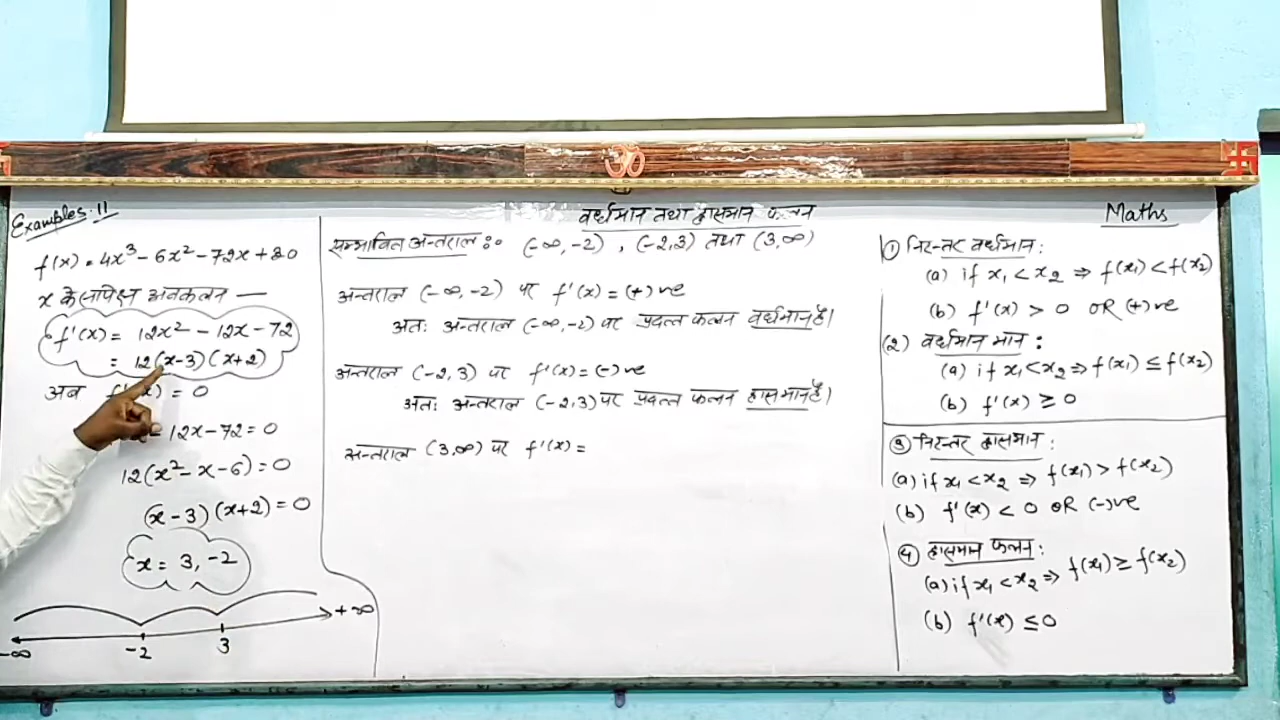 Examples: 11
f(x) = 4x³ - 6x² - 72x + 30
x के सापेक्ष अवकलन —
f'(x) = 12x² - 12x - 72
= 12(x-3)(x+2)
अब f'(x) = 0
- 12x - 72 = 0
12(x² - x - 6) = 0
(x-3)(x+2) = 0
x = 3, -2
-∞ -2 3 +∞
वर्धमान तथा ह्रासमान फलन
सम्भावित अन्तराल :- (-∞, -2), (-2, 3) तथा (3, ∞)
अन्तराल (-∞, -2) पर f'(x) = (+)ve
अतः अन्तराल (-∞, -2) पर प्रदत्त फलन वर्धमान है।
अन्तराल (-2, 3) पर f'(x) = (-)ve
अतः अन्तराल (-2, 3) पर प्रदत्त फलन ह्रासमान है।
अन्तराल (3, ∞) पर f'(x) =
Maths
① निरन्तर वर्धमान:
(a) if x₁ < x₂ ⇒ f(x₁) < f(x₂)
(b) f'(x) > 0 OR (+)ve
(2) वर्धमान मान:
(a) if x₁ < x₂ ⇒ f(x₁) ≤ f(x₂)
(b) f'(x) ≥ 0
③ निरन्तर ह्रासमान:
(a) if x₁ < x₂ ⇒ f(x₁) > f(x₂)
(b) f'(x) < 0 OR (-)ve
④ ह्रासमान फलन:
(a) if x₁ < x₂ ⇒ f(x₁) ≥ f(x₂)
(b) f'(x) ≤ 0
ॐ